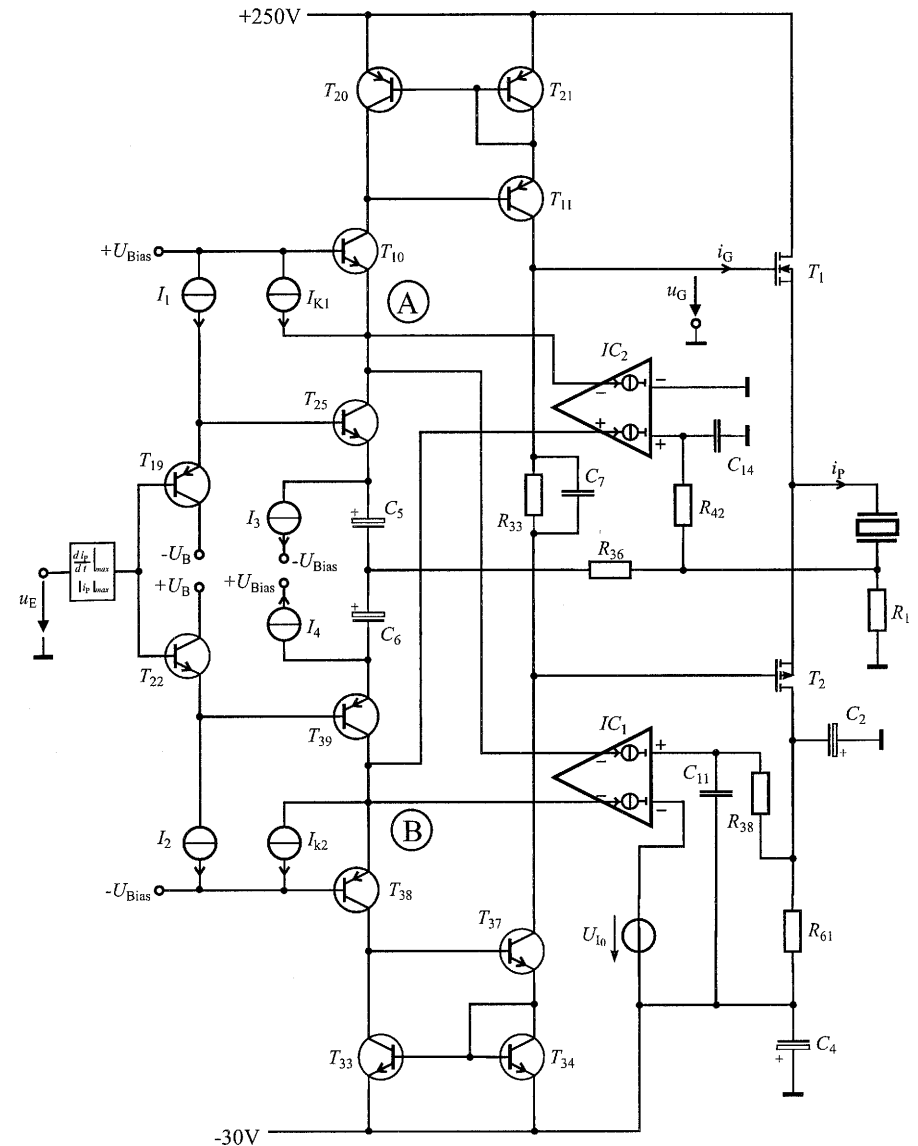 +250V
T20
T21
T11
+UBias
T10
I1
IK1
A
iG
T1
uG
IC2
−
−
+
+
T25
C14
T19
C7
iP
I3
+
C5
R33
R42
-UB
-UBias
d iP
dt
max
|iP|max
+UB
+UBias
R36
uE
I4
+
C6
R1
T22
T2
T39
IC1
C2
+
−
+
−
−
C11
R38
B
I2
Ik2
-UBias
T38
T37
UI0
R61
T33
T34
C4
+
-30V